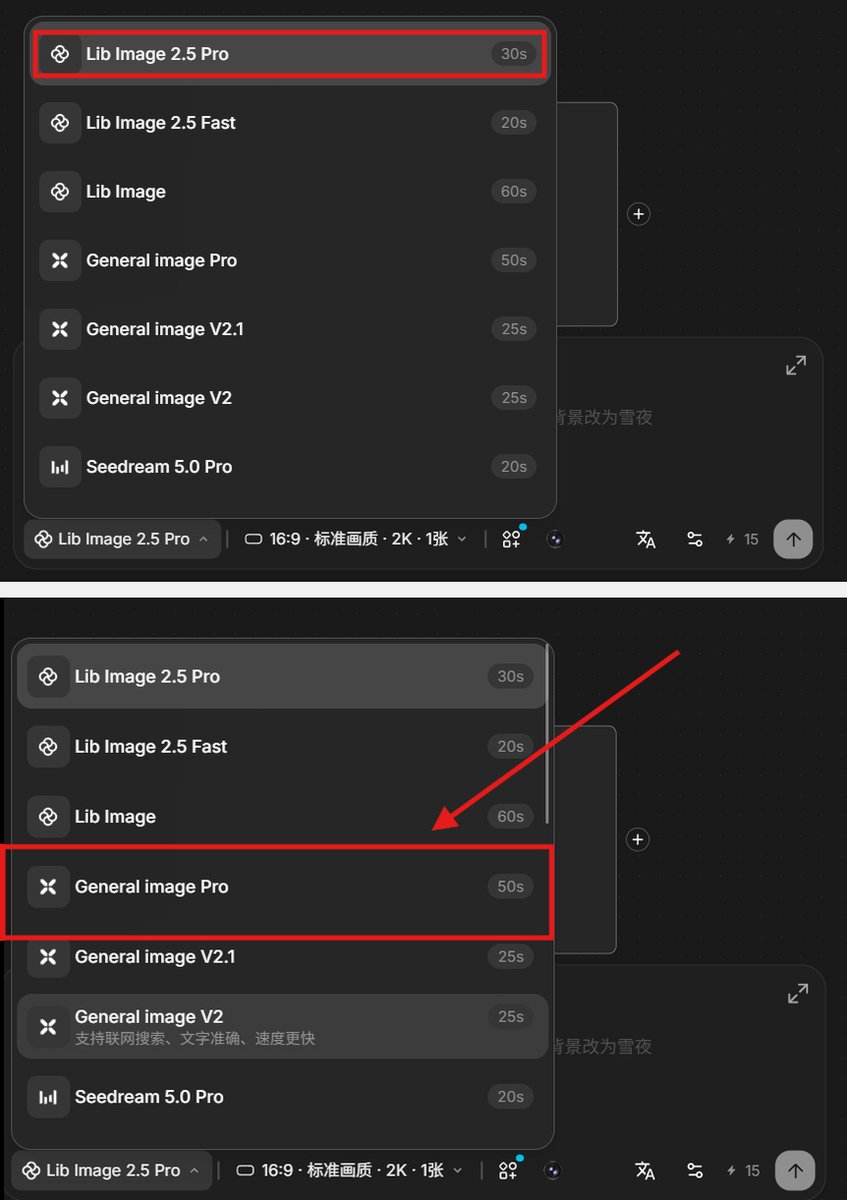 Lib Image 2.5 Pro 30s
Lib Image 2.5 Fast 20s
Lib Image 60s
General image Pro 50s
General image V2.1 25s
General image V2 25s
背景改为雪夜
Seedream 5.0 Pro 20s
Lib Image 2.5 Pro 16:9 · 标准画质 · 2K · 1张 15
Lib Image 2.5 Pro 30s
Lib Image 2.5 Fast 20s
Lib Image 60s
General image Pro 50s
General image V2.1 25s
General image V2 25s
支持联网搜索、文字准确、速度更快
背景改为雪夜
Seedream 5.0 Pro 20s
Lib Image 2.5 Pro 16:9 · 标准画质 · 2K · 1张 15